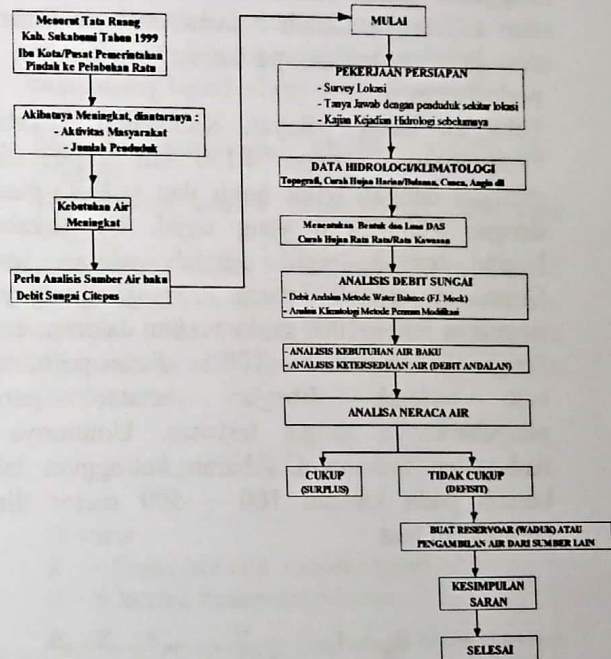 Menurut Tata Ruang
Kab. Sukabumi Tahun 1999
Ibu Kota/Pusat Pemerintahan
Pindah ke Pelabuhan Ratu
Akibatnya Meningkat, diantaranya :
- Aktivitas Masyarakat
- Jumlah Penduduk
Kebutuhan Air
Meningkat
Perlu Analisis Sumber Air baku
Debit Sungai Citepus
MULAI
PEKERJAAN PERSIAPAN
- Survey Lokasi
- Tanya Jawab dengan penduduk sekitar lokasi
- Kajian Kejadian Hidrologi sebelumnya
DATA HIDROLOGI/KLIMATOLOGI
Topografi, Curah Hujan Harian/Bulanan, Cuaca, Angin dll
Menentukan Bentuk dan Luas DAS
Curah Hujan Rata Rata/Rata Kawasan
ANALISIS DEBIT SUNGAI
- Debit Andalan Metode Water Balance (FJ. Mock)
- Analisis Klimatologi Metode Penman Modifikasi
- ANALISIS KEBUTUHAN AIR BAKU
- ANALISIS KETERSEDIAAN AIR (DEBIT ANDALAN)
ANALISA NERACA AIR
CUKUP
(SURPLUS)
TIDAK CUKUP
(DEFISIT)
BUAT RESERVOAR (WADUK) ATAU
PENGAMBILAN AIR DARI SUMBER LAIN
KESIMPULAN
SARAN
SELESAI